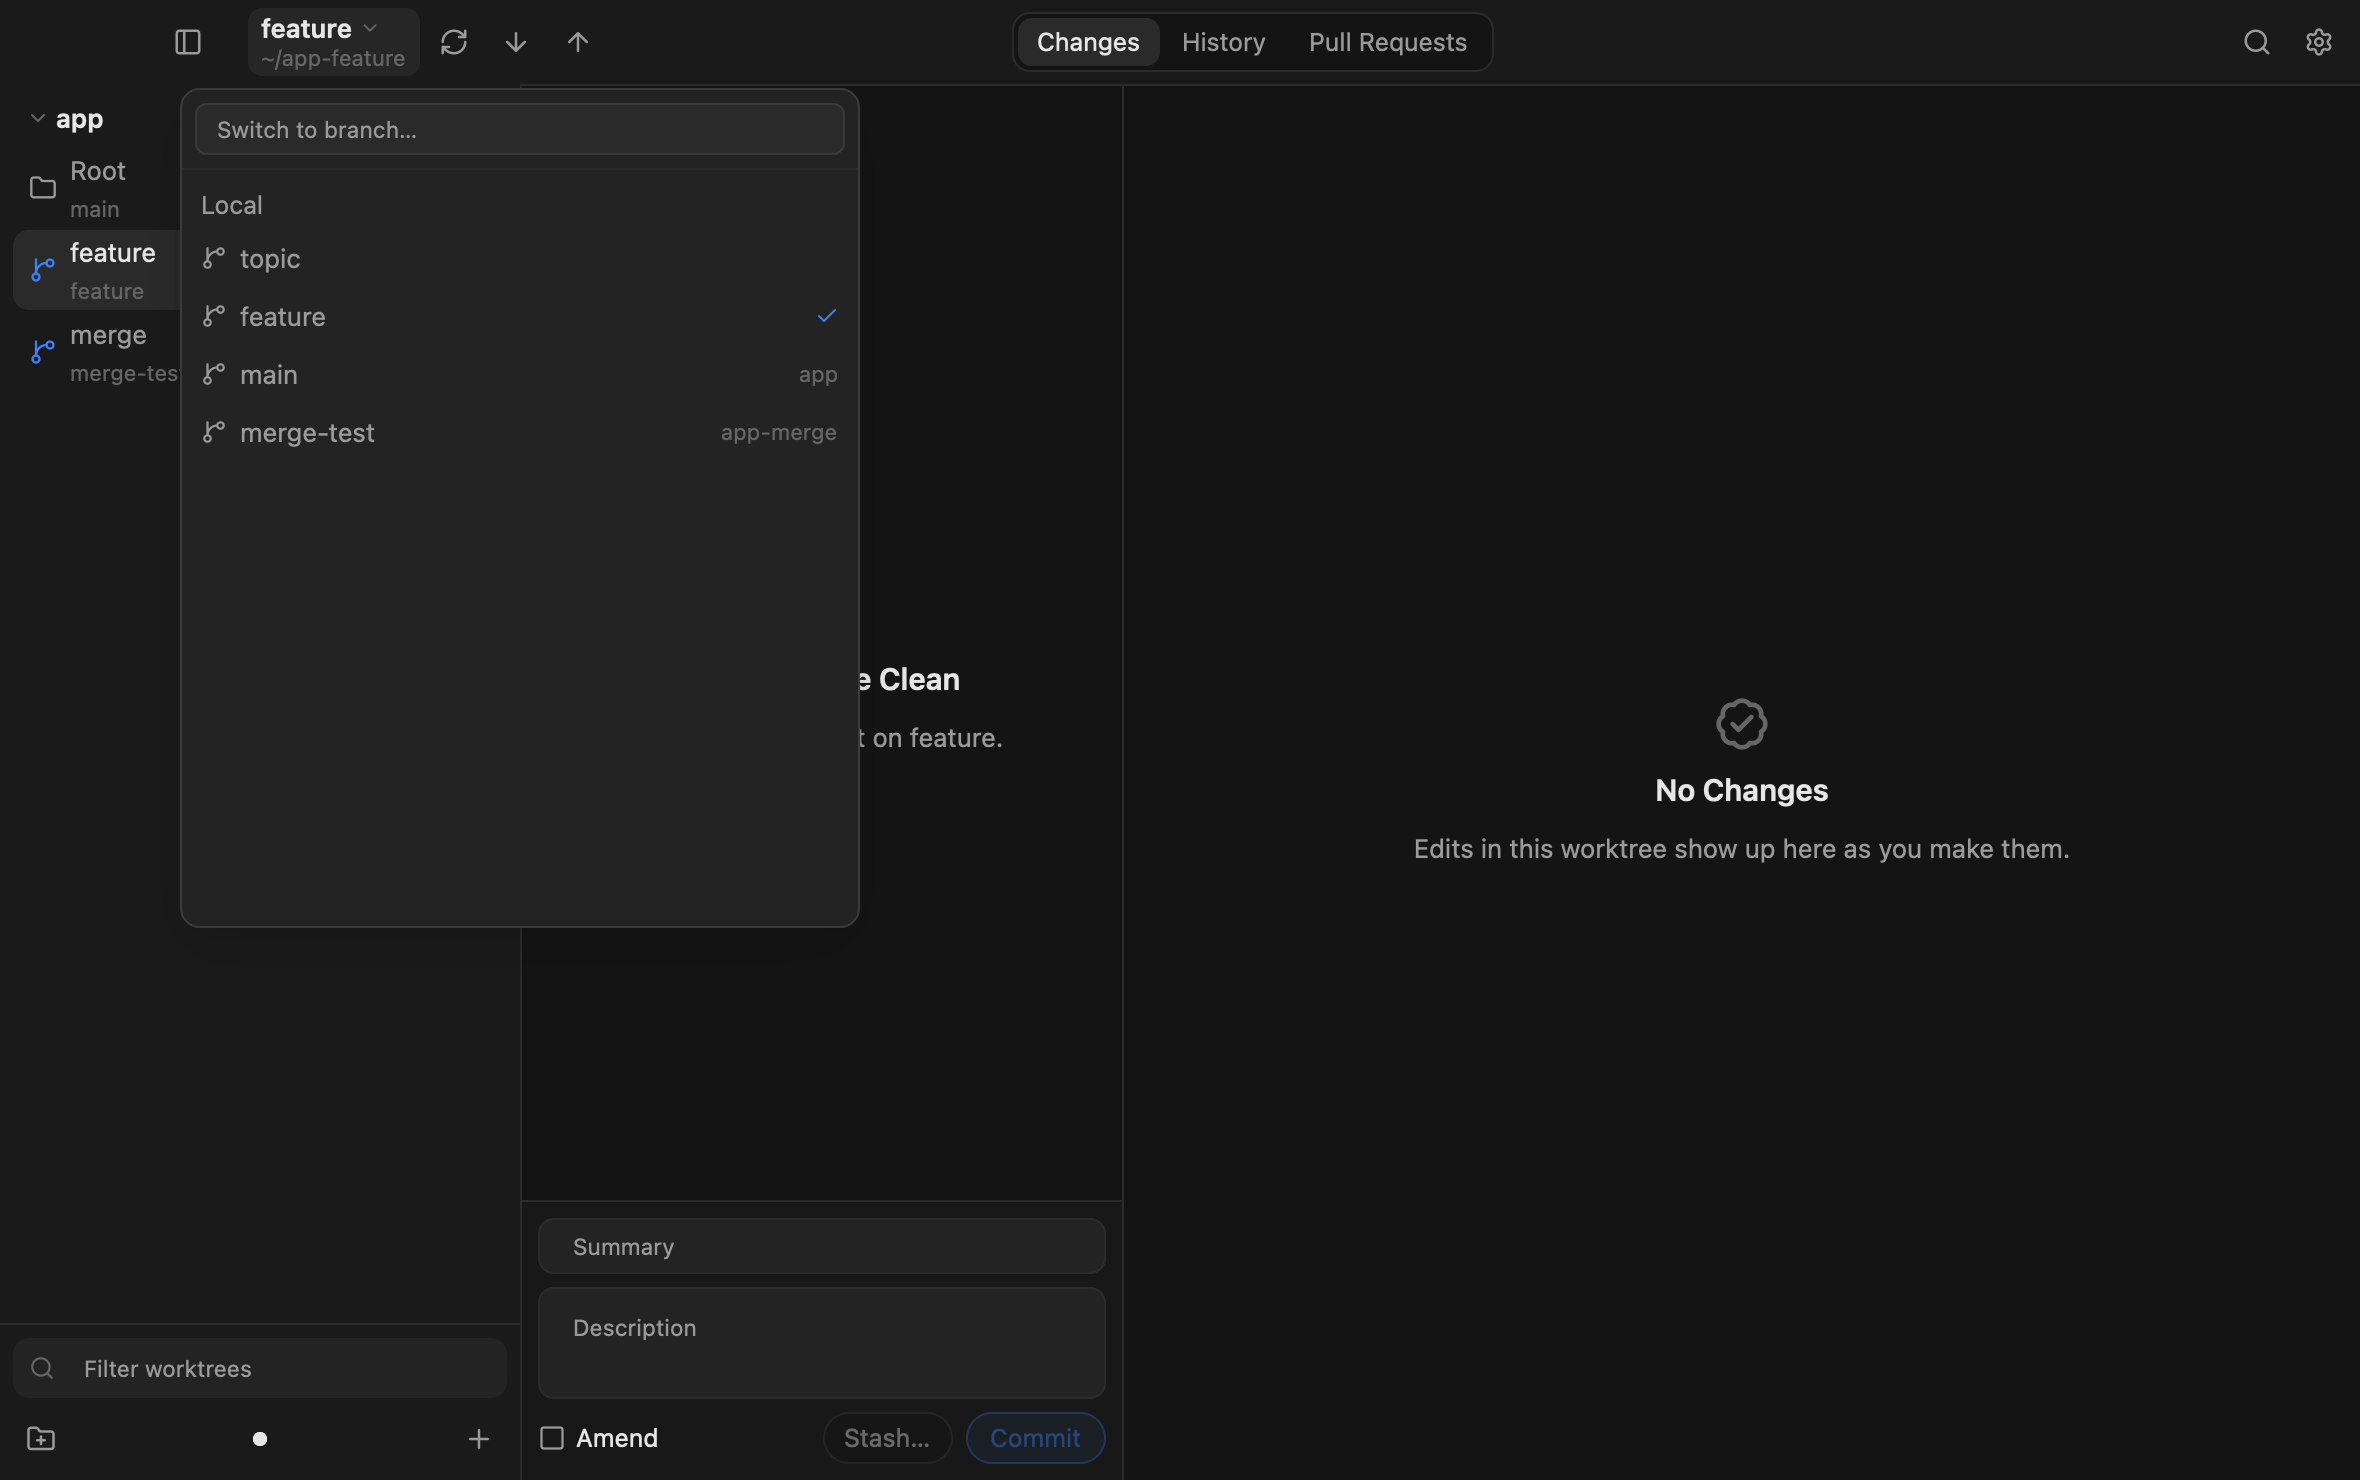 feature
~/app-feature
Changes
History
Pull Requests
app
Root
main
feature
feature
merge
merge-test
Switch to branch...
Local
topic
feature
main
app
merge-test
app-merge
e Clean
t on feature.
No Changes
Edits in this worktree show up here as you make them.
Summary
Description
Amend
Stash...
Commit
Filter worktrees